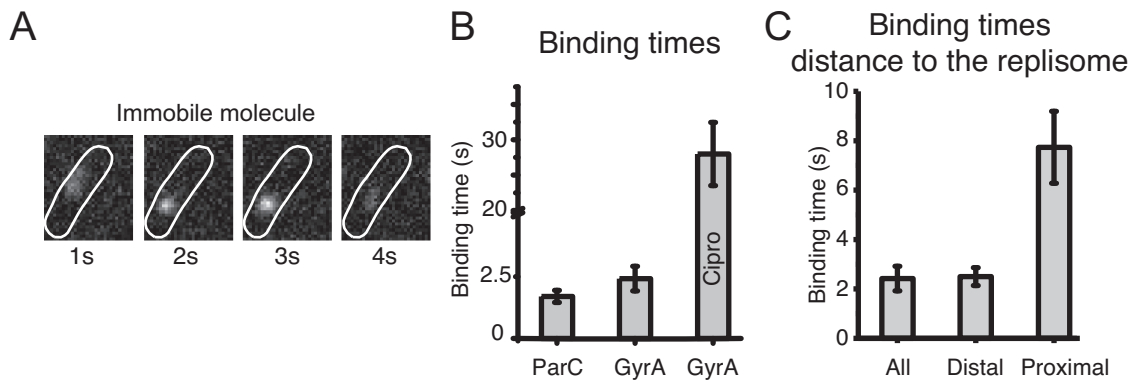 A
Immobile molecule
1s 2s 3s 4s
B
Binding times
Binding time (s)
30
20
2.5
0
Cipro
ParC GyrA GyrA
C
Binding times
distance to the replisome
Binding time (s)
10
8
6
4
2
0
All Distal Proximal